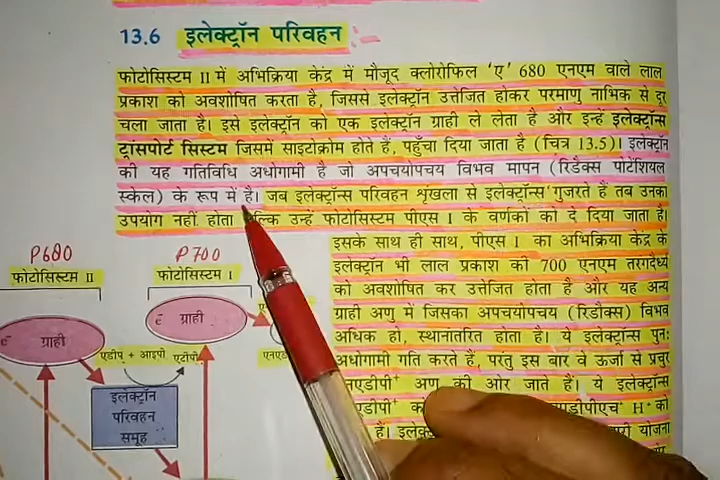 13.6 इलेक्ट्रॉन परिवहन :-
फोटोसिस्टम II में अभिक्रिया केंद्र में मौजूद क्लोरोफिल ‘ए’ 680 एनएम वाले लाल
प्रकाश को अवशोषित करता है, जिससे इलेक्ट्रॉन उत्तेजित होकर परमाणु नाभिक से दूर
चला जाता है। इसे इलेक्ट्रॉन को एक इलेक्ट्रॉन ग्राही ले लेता है और इन्हें इलेक्ट्रॉन्स
ट्रांसपोर्ट सिस्टम जिसमें साइटोक्रोम होते हैं, पहुँचा दिया जाता है (चित्र 13.5)। इलेक्ट्रॉन
की यह गतिविधि अधोगामी है जो अपचयोपचय विभव मापन (रिडॅक्स पोटेंशियल
स्केल) के रूप में है। जब इलेक्ट्रॉन्स परिवहन शृंखला से इलेक्ट्रॉन्स गुजरते हैं तब उनका
उपयोग नहीं होता बल्कि उन्हें फोटोसिस्टम पीएस I के वर्णकों को दे दिया जाता है।
इसके साथ ही साथ, पीएस I का अभिक्रिया केंद्र के
इलेक्ट्रॉन भी लाल प्रकाश की 700 एनएम तरंगदैर्ध्य
को अवशोषित कर उत्तेजित होता है और यह अन्य
ग्राही अणु में जिसका अपचयोपचय (रिडॉक्स) विभव
अधिक हो, स्थानांतरित होता है। ये इलेक्ट्रॉन्स पुनः
अधोगामी गति करते हैं, परंतु इस बार वे ऊर्जा से प्रचुर
एनएडीपी⁺ अणु की ओर जाते हैं। ये इलेक्ट्रॉन्स
एनएडीपी⁺ H⁺ को
है। योजना
P680
फोटोसिस्टम II
P700
फोटोसिस्टम I
ē ग्राही
ē ग्राही
एडीपी + आइपी एटीपी
इलेक्ट्रॉन
परिवहन
समूह